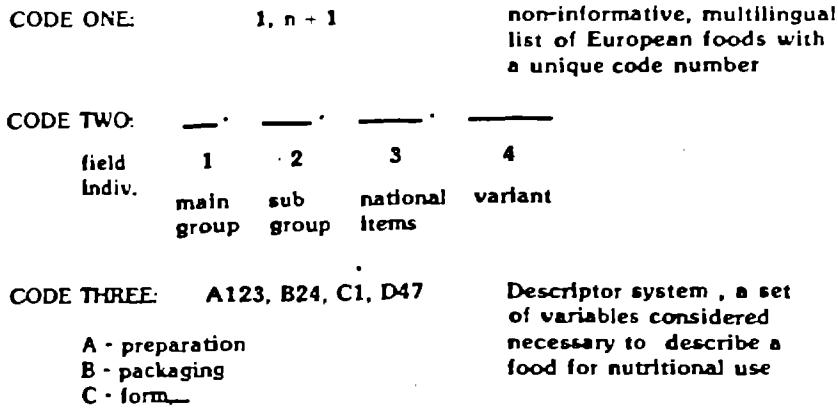 CODE ONE: 1, n + 1 non-informative, multilingual
list of European foods with
a unique code number
CODE TWO: __. __. __. __
field 1 2 3 4
Indiv. main sub national variant
group group items
CODE THREE: A123, B24, C1, D47 Descriptor system , a set
of variables considered
A - preparation necessary to describe a
B - packaging food for nutritional use
C - form